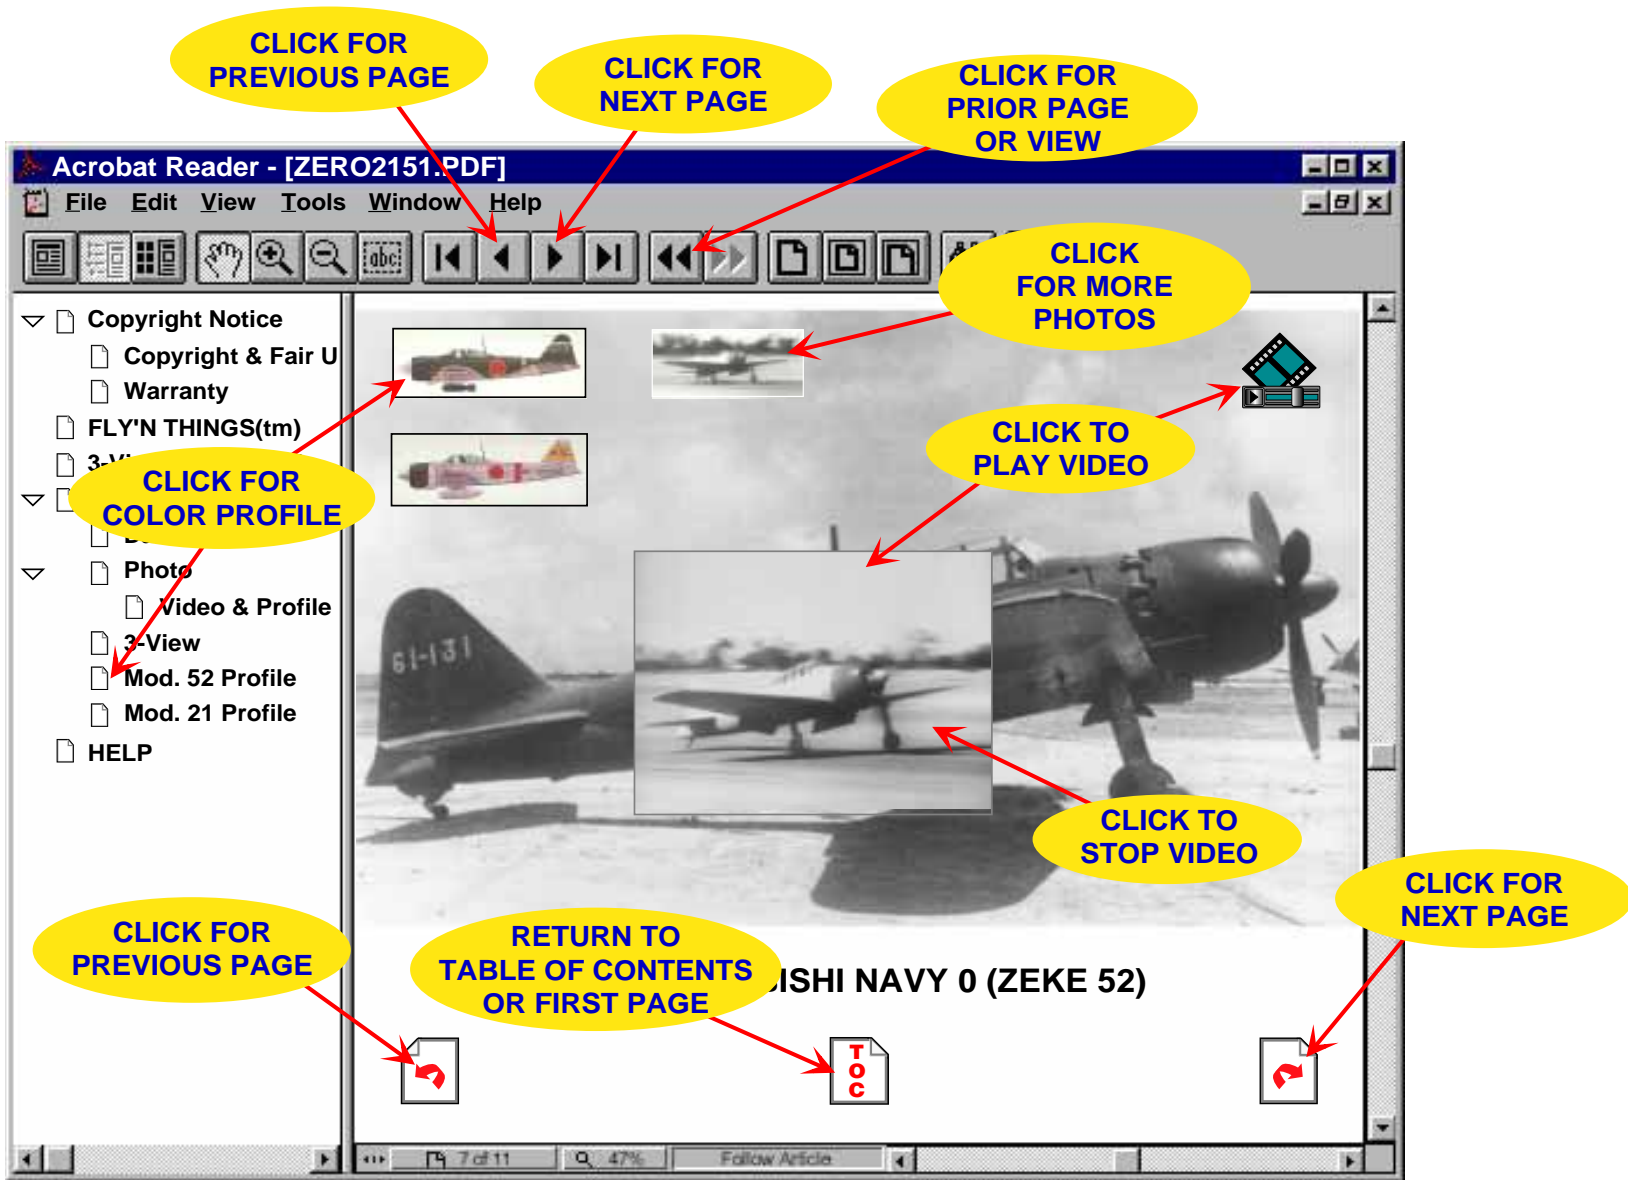 CLICK FOR
PREVIOUS PAGE
CLICK FOR
NEXT PAGE
CLICK FOR
PRIOR PAGE
OR VIEW
Acrobat Reader - [ZERO2151.PDF]
File Edit View Tools Window Help
abc
CLICK
FOR MORE
PHOTOS
Copyright Notice
Copyright & Fair U
Warranty
FLY'N THINGS(tm)
CLICK FOR
COLOR PROFILE
Photo
Video & Profile
3-View
Mod. 52 Profile
Mod. 21 Profile
HELP
CLICK TO
PLAY VIDEO
61-131
CLICK TO
STOP VIDEO
CLICK FOR
PREVIOUS PAGE
RETURN TO
TABLE OF CONTENTS
OR FIRST PAGE
CLICK FOR
NEXT PAGE
NAVY 0 (ZEKE 52)
TOC
7 of 11
47%
Follow Article